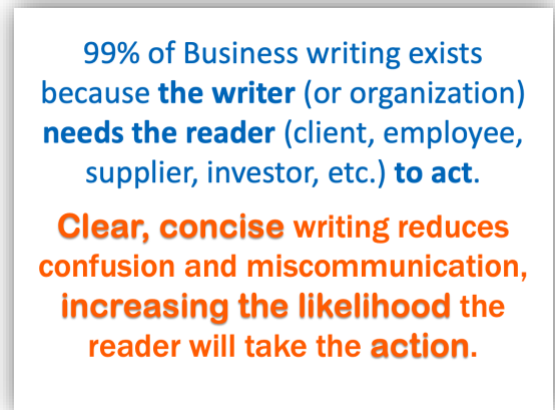 99% of Business writing exists
because the writer (or organization)
needs the reader (client, employee,
supplier, investor, etc.) to act.
Clear, concise writing reduces
confusion and miscommunication,
increasing the likelihood the
reader will take the action.